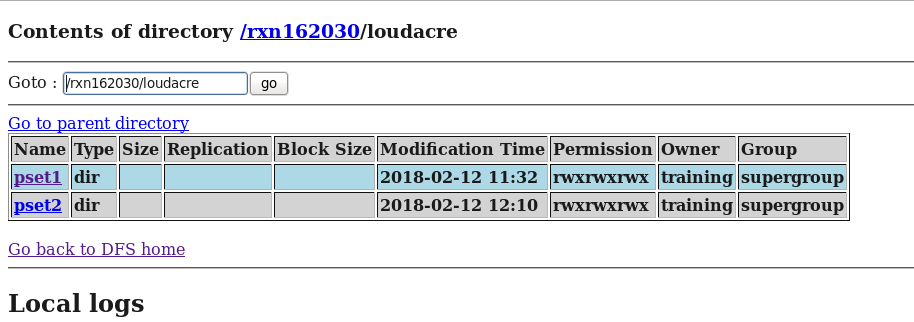 Contents of directory /rxn162030/loudacre
Goto : /rxn162030/loudacre go
Go to parent directory
Name Type Size Replication Block Size Modification Time Permission Owner Group
pset1 dir 2018-02-12 11:32 rwxrwxrwx training supergroup
pset2 dir 2018-02-12 12:10 rwxrwxrwx training supergroup
Go back to DFS home
Local logs